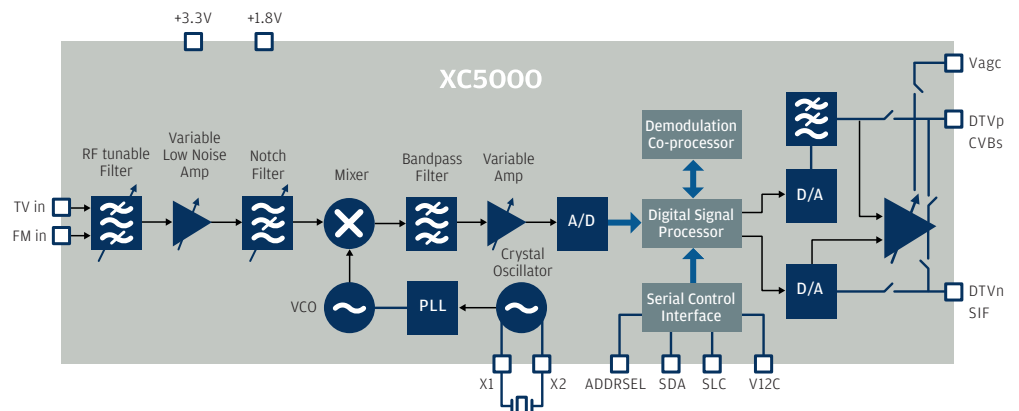 +3.3V
+1.8V
XC5000
Vagc
DTVp
CVBs
Demodulation
Co-processor
RF tunable
Filter
Variable
Low Noise
Amp
Notch
Filter
Mixer
Bandpass
Filter
Variable
Amp
D/A
TV in
FM in
A/D
Digital Signal
Processor
Crystal
Oscillator
VCO
PLL
Serial Control
Interface
D/A
DTVn
SIF
X1
X2
ADDRSEL
SDA
SLC
V12C